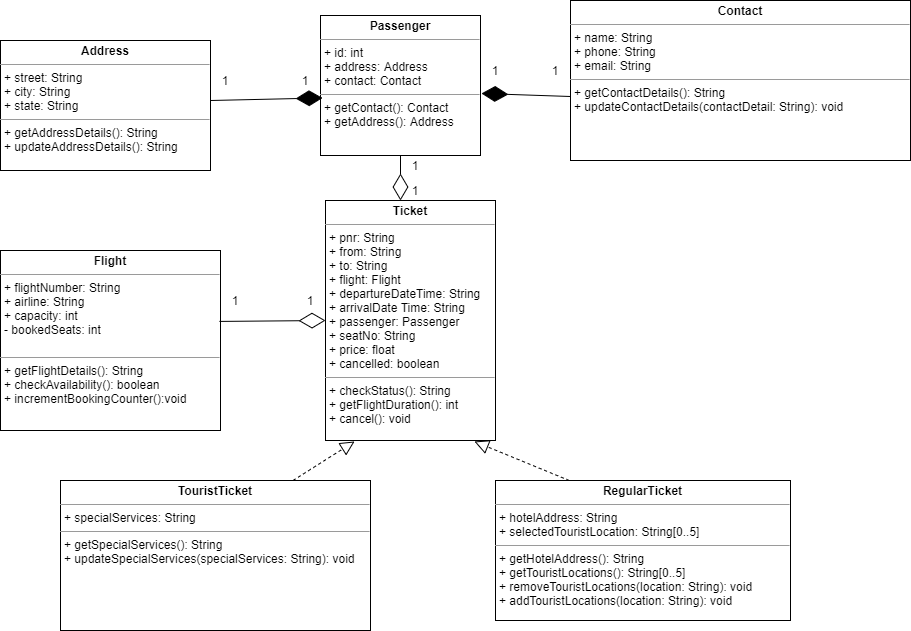 Passenger
+ id: int
+ address: Address
+ contact: Contact
+ getContact(): Contact
+ getAddress(): Address
Contact
+ name: String
+ phone: String
+ email: String
+ getContactDetails(): String
+ updateContactDetails(contactDetail: String): void
Address
+ street: String
+ city: String
+ state: String
+ getAddressDetails(): String
+ updateAddressDetails(): String
1
1
1
1
1
1
Ticket
+ pnr: String
+ from: String
+ to: String
+ flight: Flight
+ departureDateTime: String
+ arrivalDate Time: String
+ passenger: Passenger
+ seatNo: String
+ price: float
+ cancelled: boolean
+ checkStatus(): String
+ getFlightDuration(): int
+ cancel(): void
Flight
+ flightNumber: String
+ airline: String
+ capacity: int
- bookedSeats: int
+ getFlightDetails(): String
+ checkAvailability(): boolean
+ incrementBookingCounter():void
1
1
TouristTicket
+ specialServices: String
+ getSpecialServices(): String
+ updateSpecialServices(specialServices: String): void
RegularTicket
+ hotelAddress: String
+ selectedTouristLocation: String[0..5]
+ getHotelAddress(): String
+ getTouristLocations(): String[0..5]
+ removeTouristLocations(location: String): void
+ addTouristLocations(location: String): void